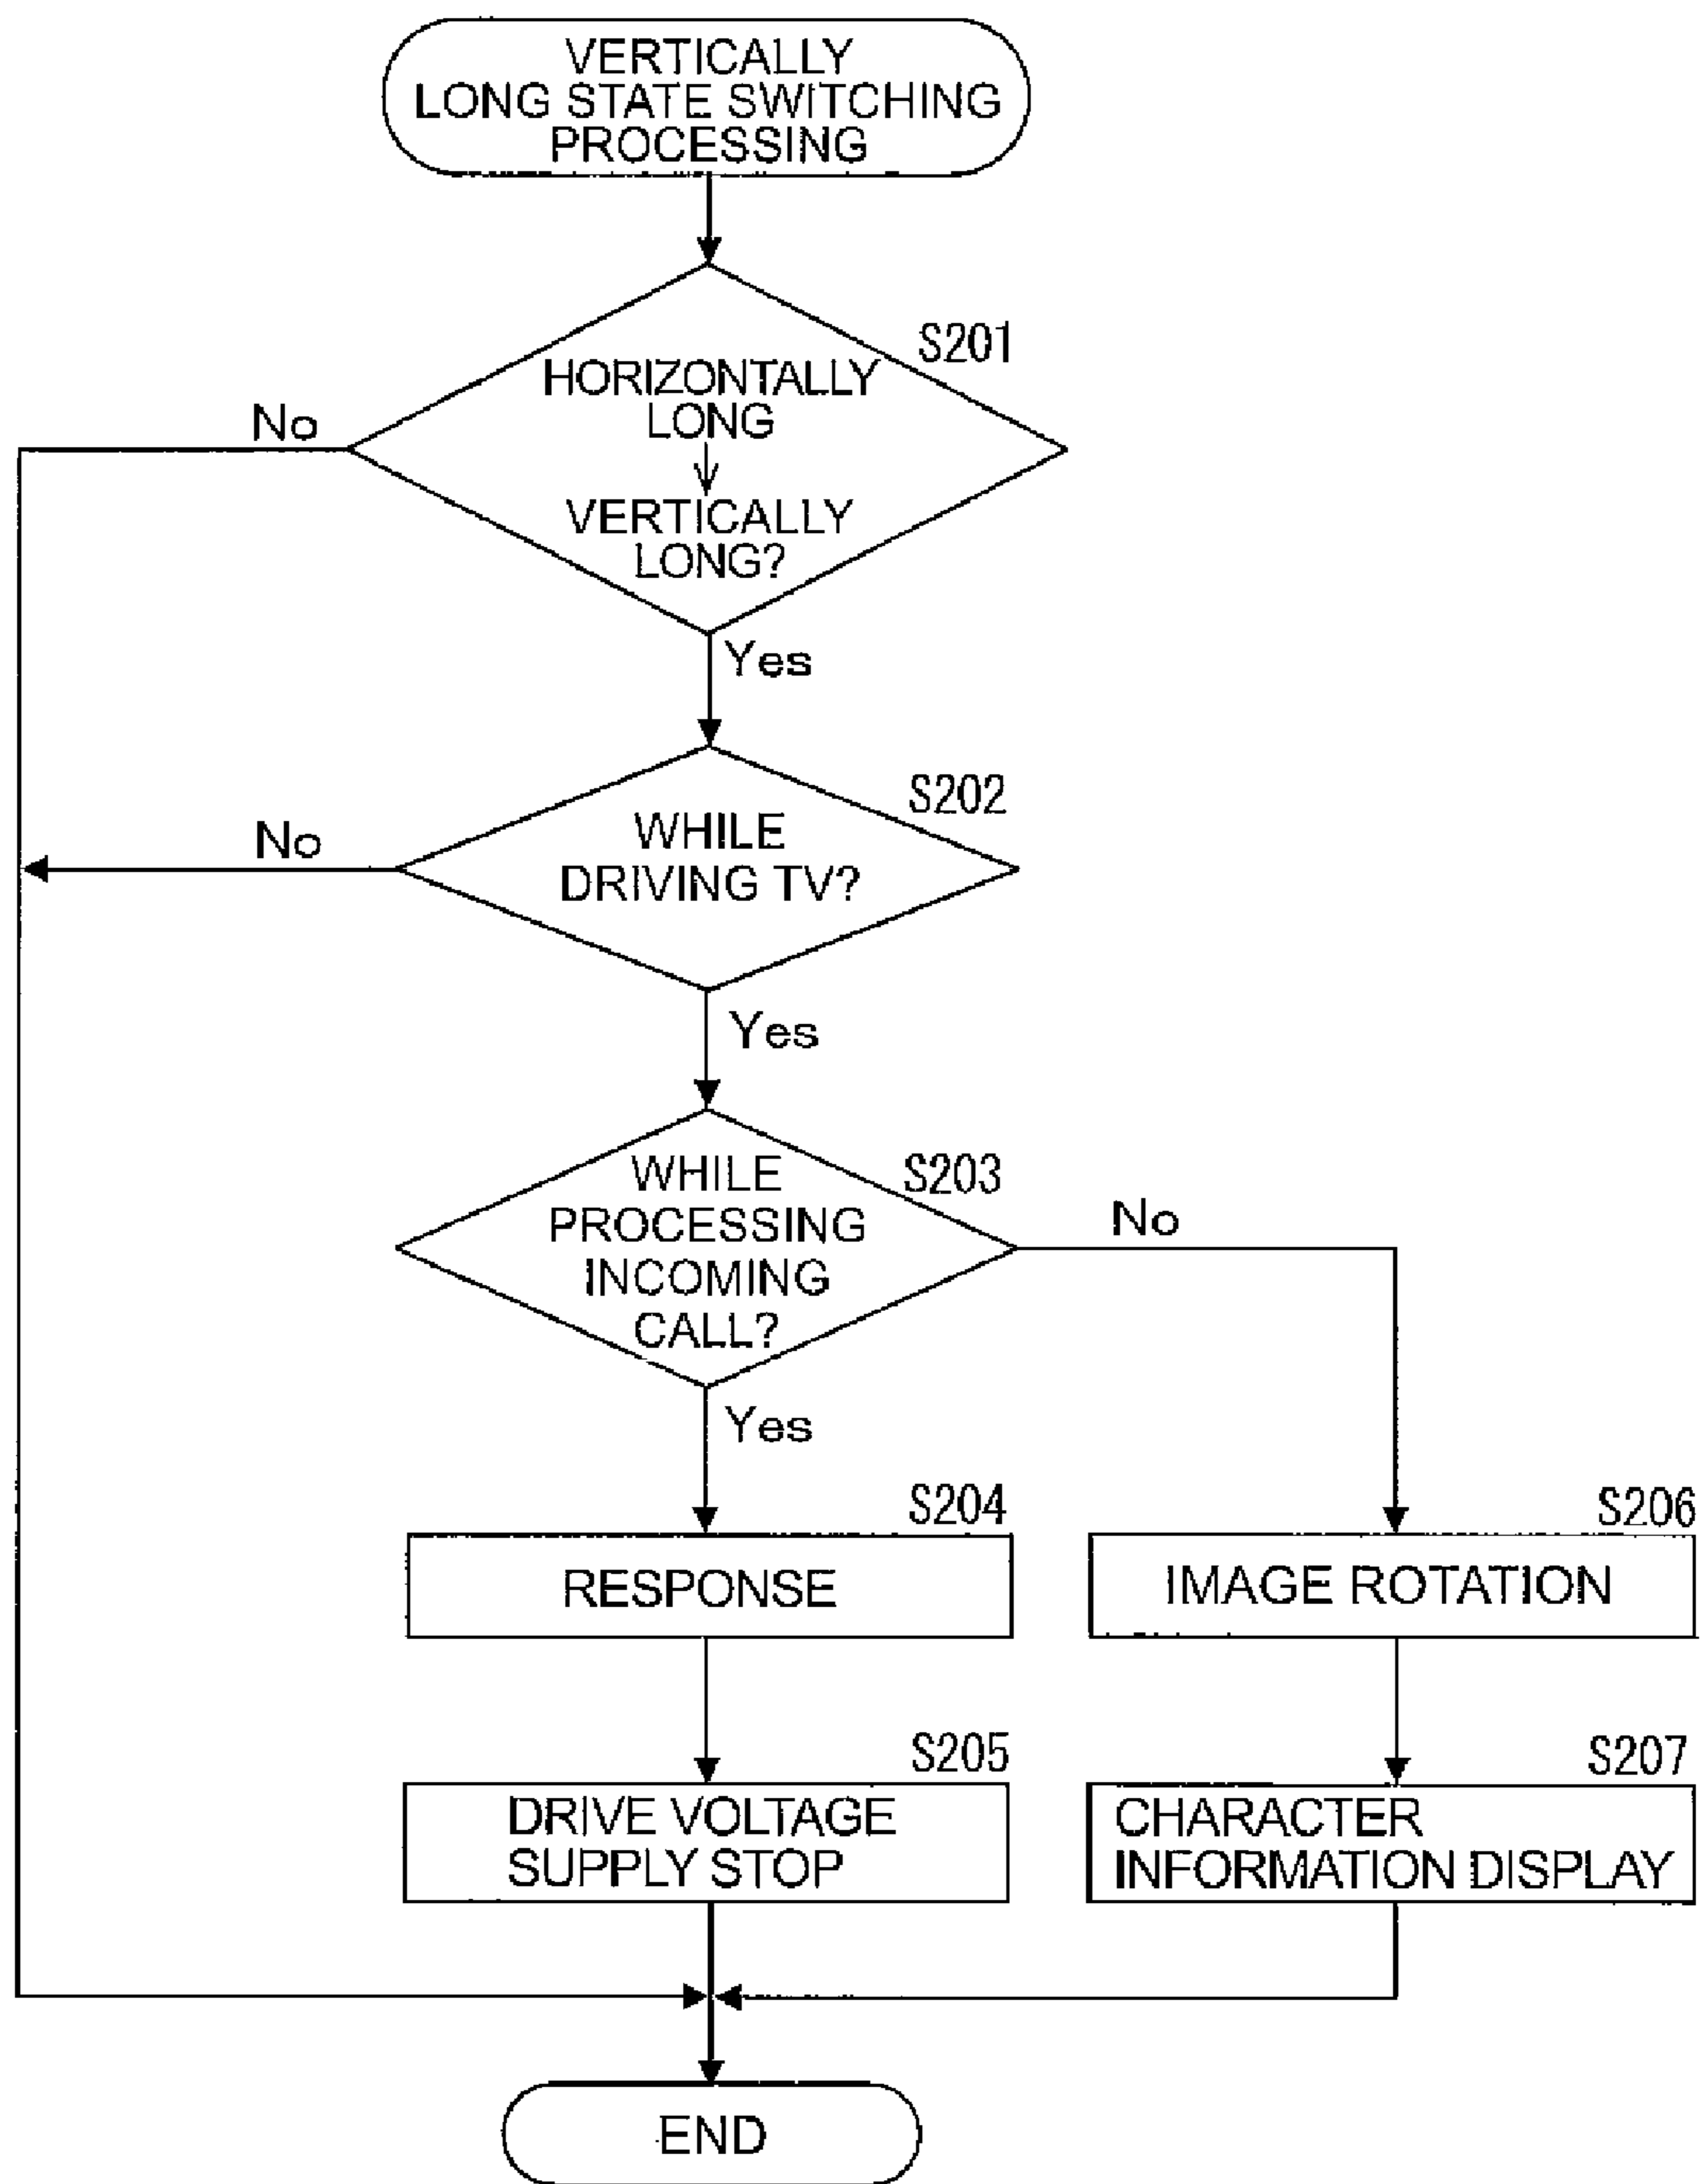 VERTICALLY
LONG STATE SWITCHING
PROCESSING
S201
HORIZONTALLY
LONG
VERTICALLY
LONG?
No
Yes
S202
WHILE
DRIVING TV?
No
Yes
S203
WHILE
PROCESSING
INCOMING
CALL?
No
Yes
S204
RESPONSE
S206
IMAGE ROTATION
S205
DRIVE VOLTAGE
SUPPLY STOP
S207
CHARACTER
INFORMATION DISPLAY
END